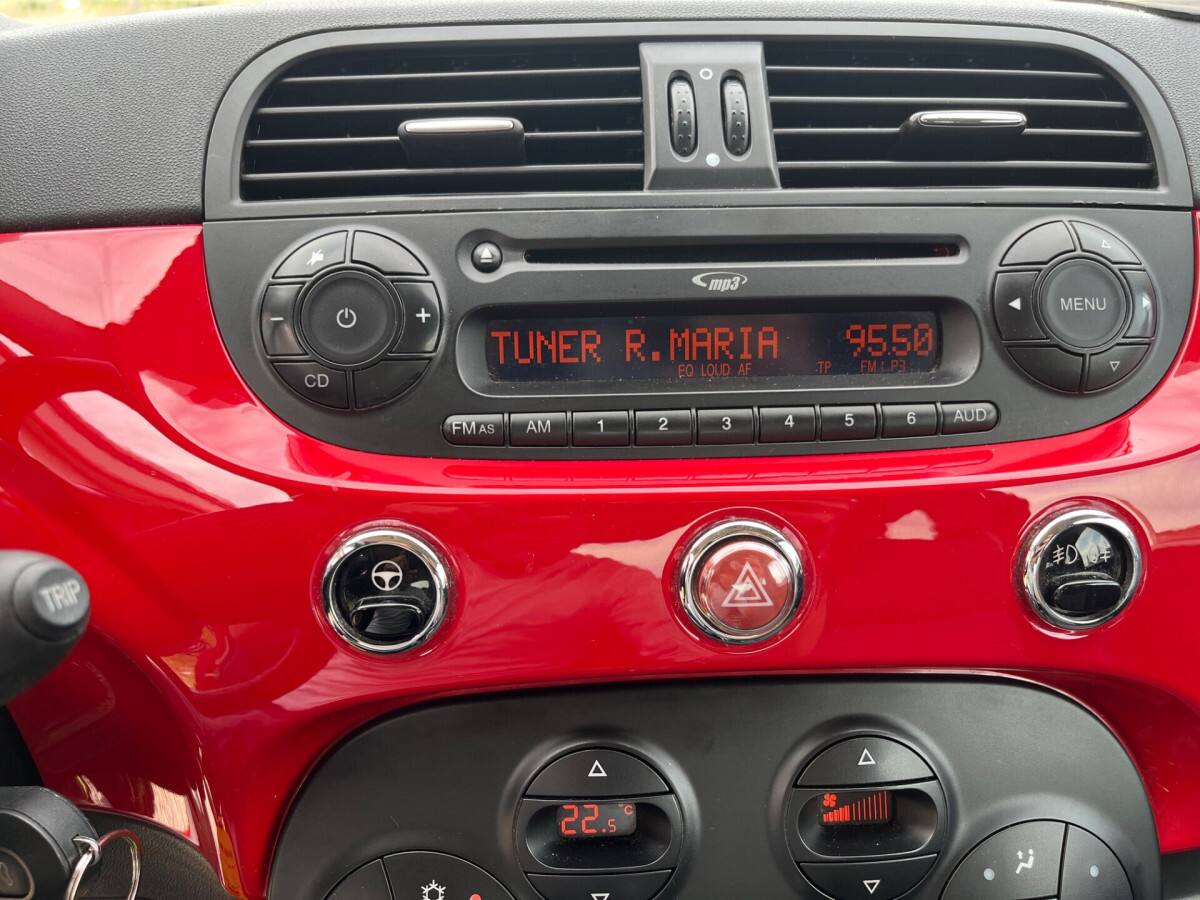 mp3
TUNER R.MARIA 95.50
EQ LOUD AF TP FM LP3
MENU
CD
FM AS AM 1 2 3 4 5 6 AUD
TRIP
22.5 °C